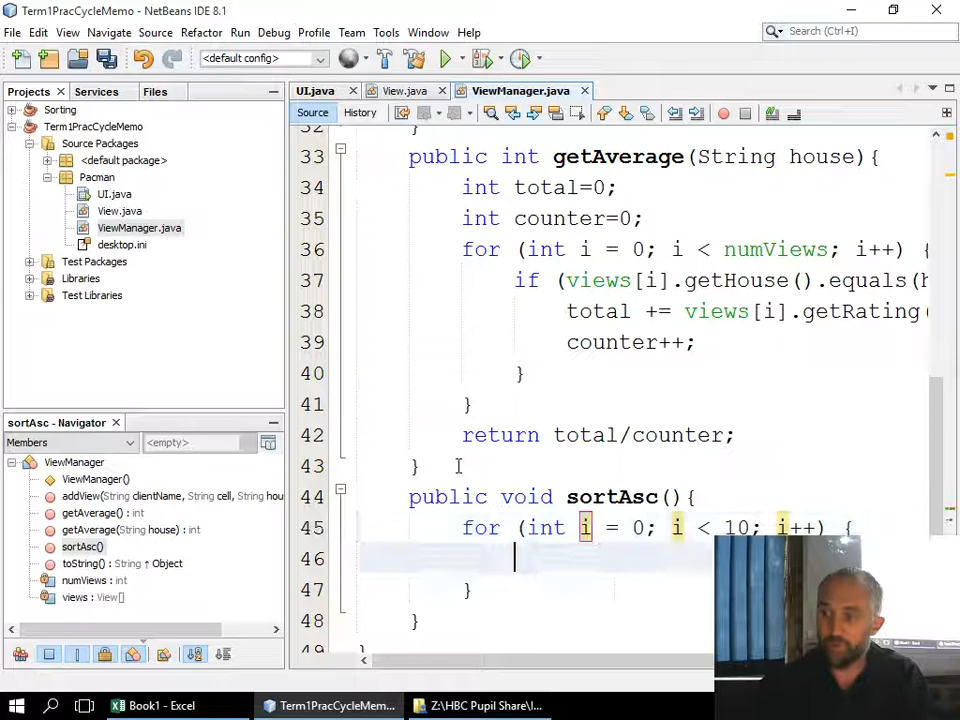 Term1PracCycleMemo - NetBeans IDE 8.1
File Edit View Navigate Source Refactor Run Debug Profile Team Tools Window Help
Search (Ctrl+I)
<default config>
Projects Services Files
UI.java View.java ViewManager.java
Source History
Sorting
Term1PracCycleMemo
Source Packages
<default package>
Pacman
UI.java
View.java
ViewManager.java
desktop.ini
Test Packages
Libraries
Test Libraries
32 }
33 public int getAverage(String house){
34 int total=0;
35 int counter=0;
36 for (int i = 0; i < numViews; i++) {
37 if (views[i].getHouse().equals(h
38 total += views[i].getRating(
39 counter++;
40 }
41 }
42 return total/counter;
43 }
44 public void sortAsc(){
45 for (int i = 0; i < 10; i++) {
46
47 }
48 }
49 }
sortAsc - Navigator
Members <empty>
ViewManager
ViewManager()
addView(String clientName, String cell, String hou
getAverage() : int
getAverage(String house) : int
sortAsc()
toString() : String ↑ Object
numViews : int
views : View[]
Book1 - Excel
Term1PracCycleMem...
Z:\HBC Pupil Share\I...